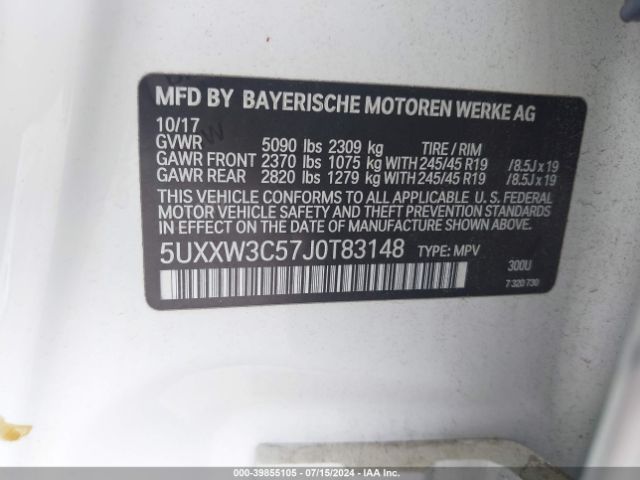 MFD BY BAYERISCHE MOTOREN WERKE AG
10/17
GVWR 5090 lbs 2309 kg TIRE / RIM
GAWR FRONT 2370 lbs 1075 kg WITH 245/45 R19 /8.5J x 19
GAWR REAR 2820 lbs 1279 kg WITH 245/45 R19 /8.5J x 19
THIS VEHICLE CONFORMS TO ALL APPLICABLE U. S. FEDERAL
MOTOR VEHICLE SAFETY AND THEFT PREVENTION STANDARDS
IN EFFECT ON THE DATE OF MANUFACTURE SHOWN ABOVE.
5UXXW3C57J0T83148 TYPE: MPV
300U
7 320 730
000-39855105 - 07/15/2024 - IAA Inc.